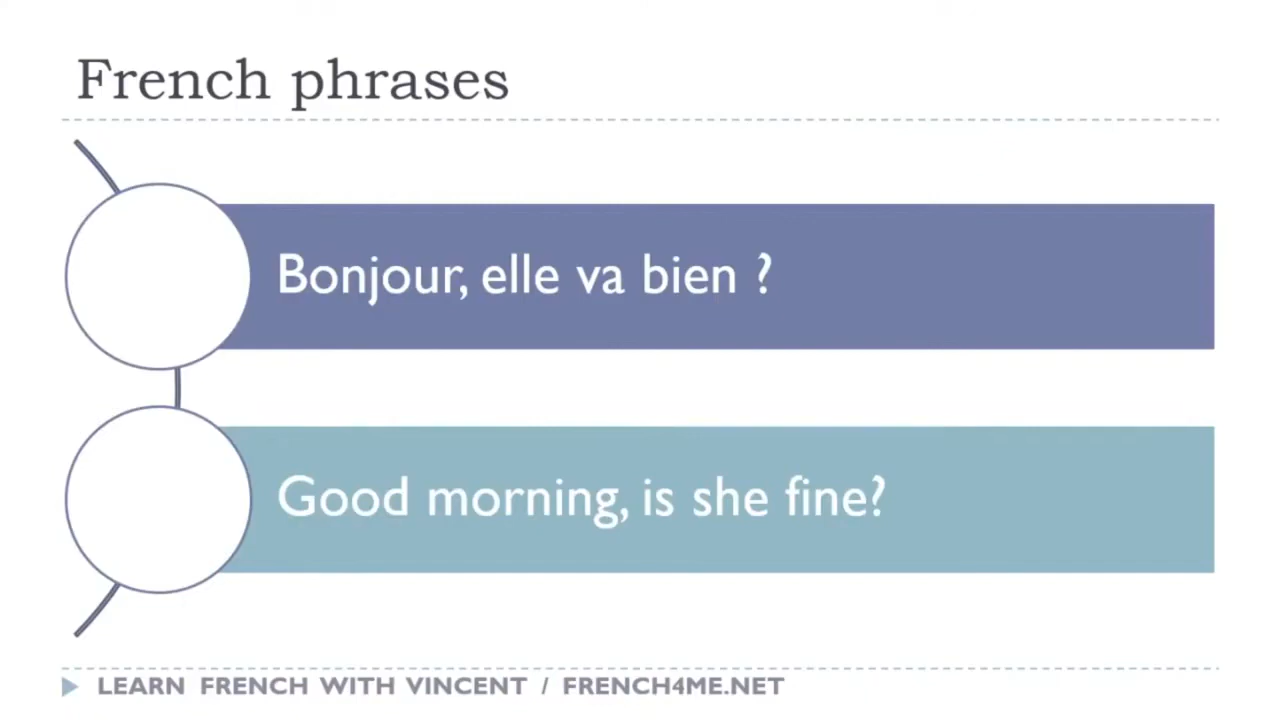 French phrases
Bonjour, elle va bien ?
Good morning, is she fine?
LEARN FRENCH WITH VINCENT / FRENCH4ME.NET